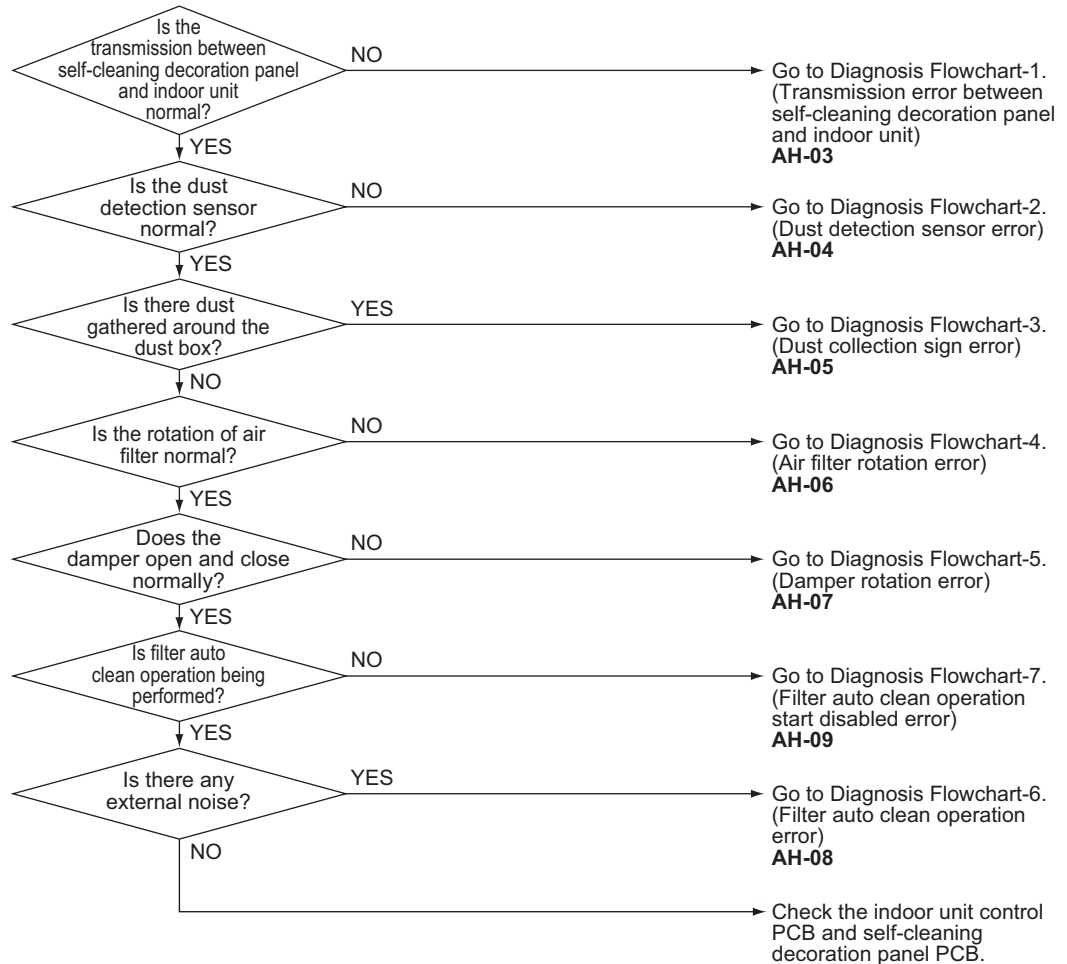 Is the
transmission between
self-cleaning decoration panel
and indoor unit
normal?
NO
Go to Diagnosis Flowchart-1.
(Transmission error between
self-cleaning decoration panel
and indoor unit)
AH-03
YES
Is the dust
detection sensor
normal?
NO
Go to Diagnosis Flowchart-2.
(Dust detection sensor error)
AH-04
YES
Is there dust
gathered around the
dust box?
YES
Go to Diagnosis Flowchart-3.
(Dust collection sign error)
AH-05
NO
Is the rotation of air
filter normal?
NO
Go to Diagnosis Flowchart-4.
(Air filter rotation error)
AH-06
YES
Does the
damper open and close
normally?
NO
Go to Diagnosis Flowchart-5.
(Damper rotation error)
AH-07
YES
Is filter auto
clean operation being
performed?
NO
Go to Diagnosis Flowchart-7.
(Filter auto clean operation
start disabled error)
AH-09
YES
Is there any
external noise?
YES
Go to Diagnosis Flowchart-6.
(Filter auto clean operation
error)
AH-08
NO
Check the indoor unit control
PCB and self-cleaning
decoration panel PCB.